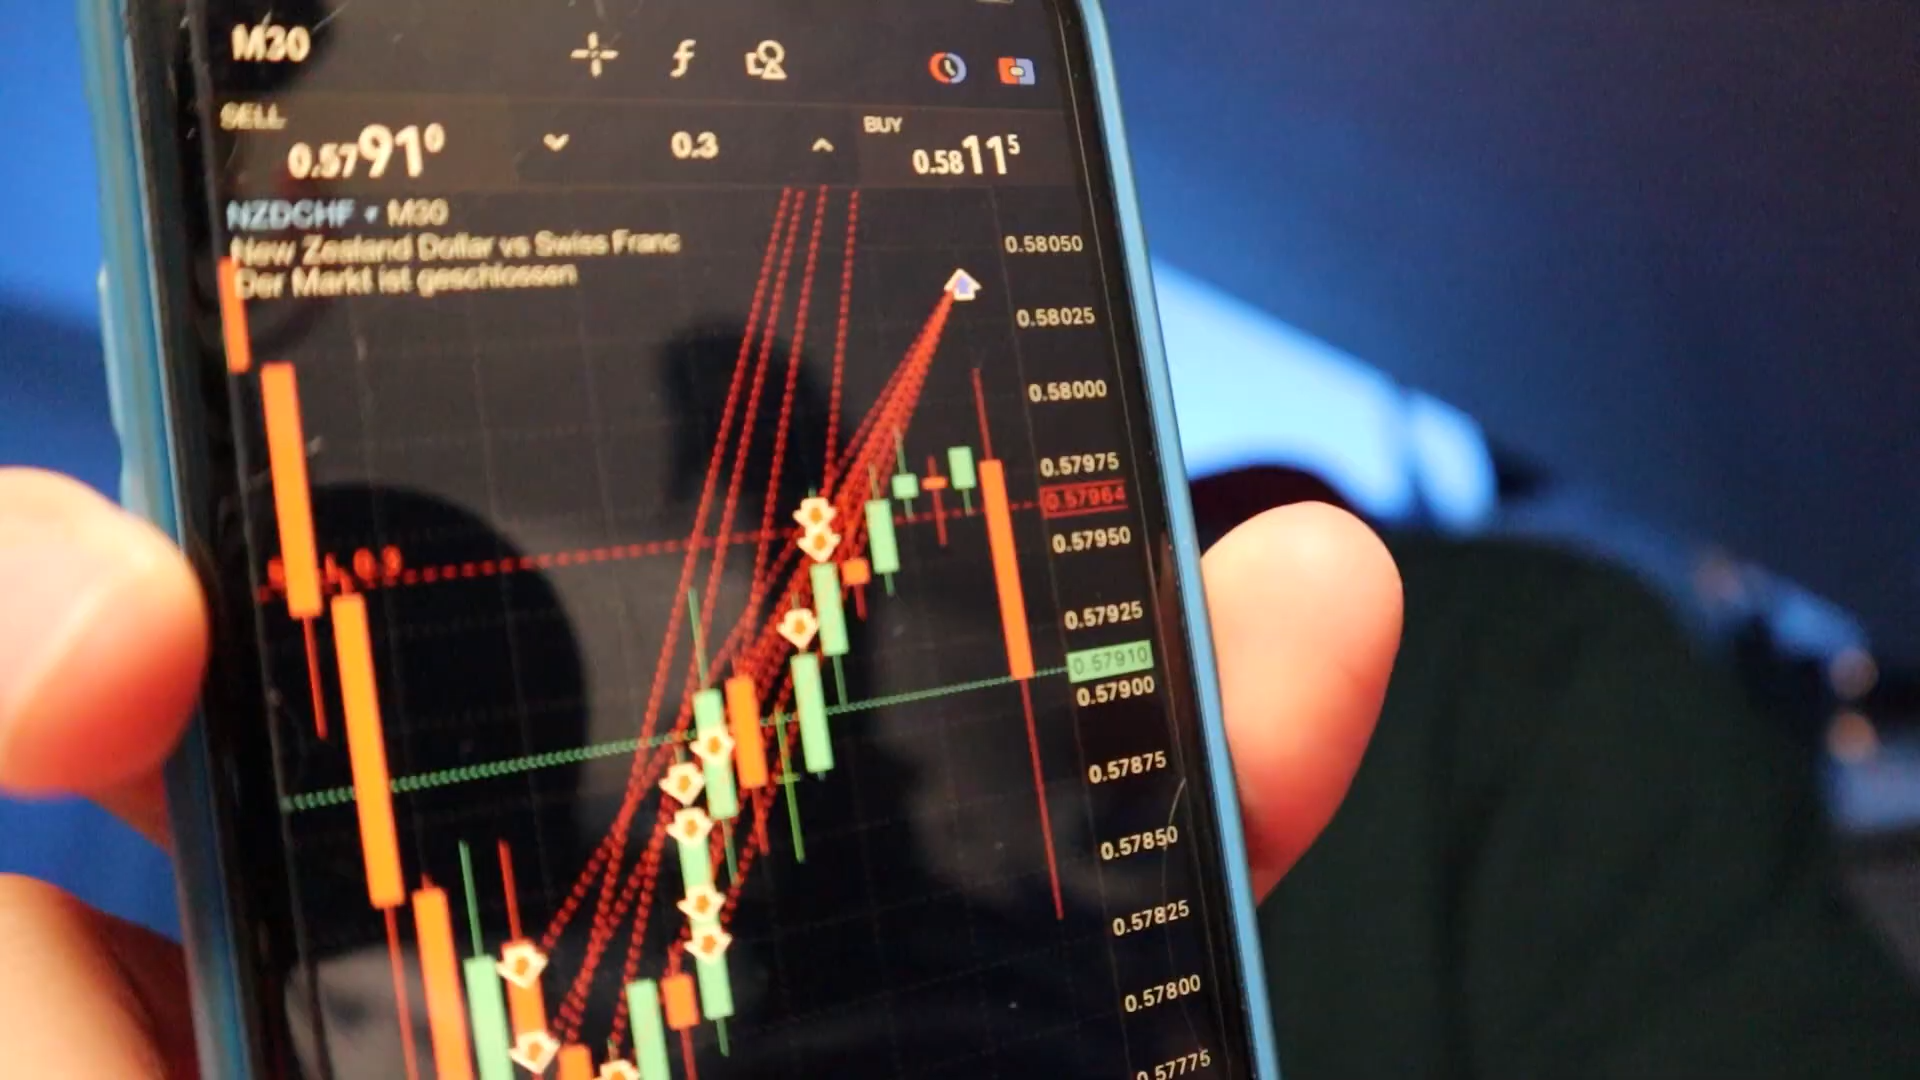 M30
SELL
0.57910
0.3
BUY
0.58115
NZDCHF M30
New Zealand Dollar vs Swiss Franc
Der Markt ist geschlossen
0.58050
0.58025
0.58000
0.57975
0.57964
0.57950
0.57925
0.57910
0.57900
0.57875
0.57850
0.57825
0.57800
0.57775